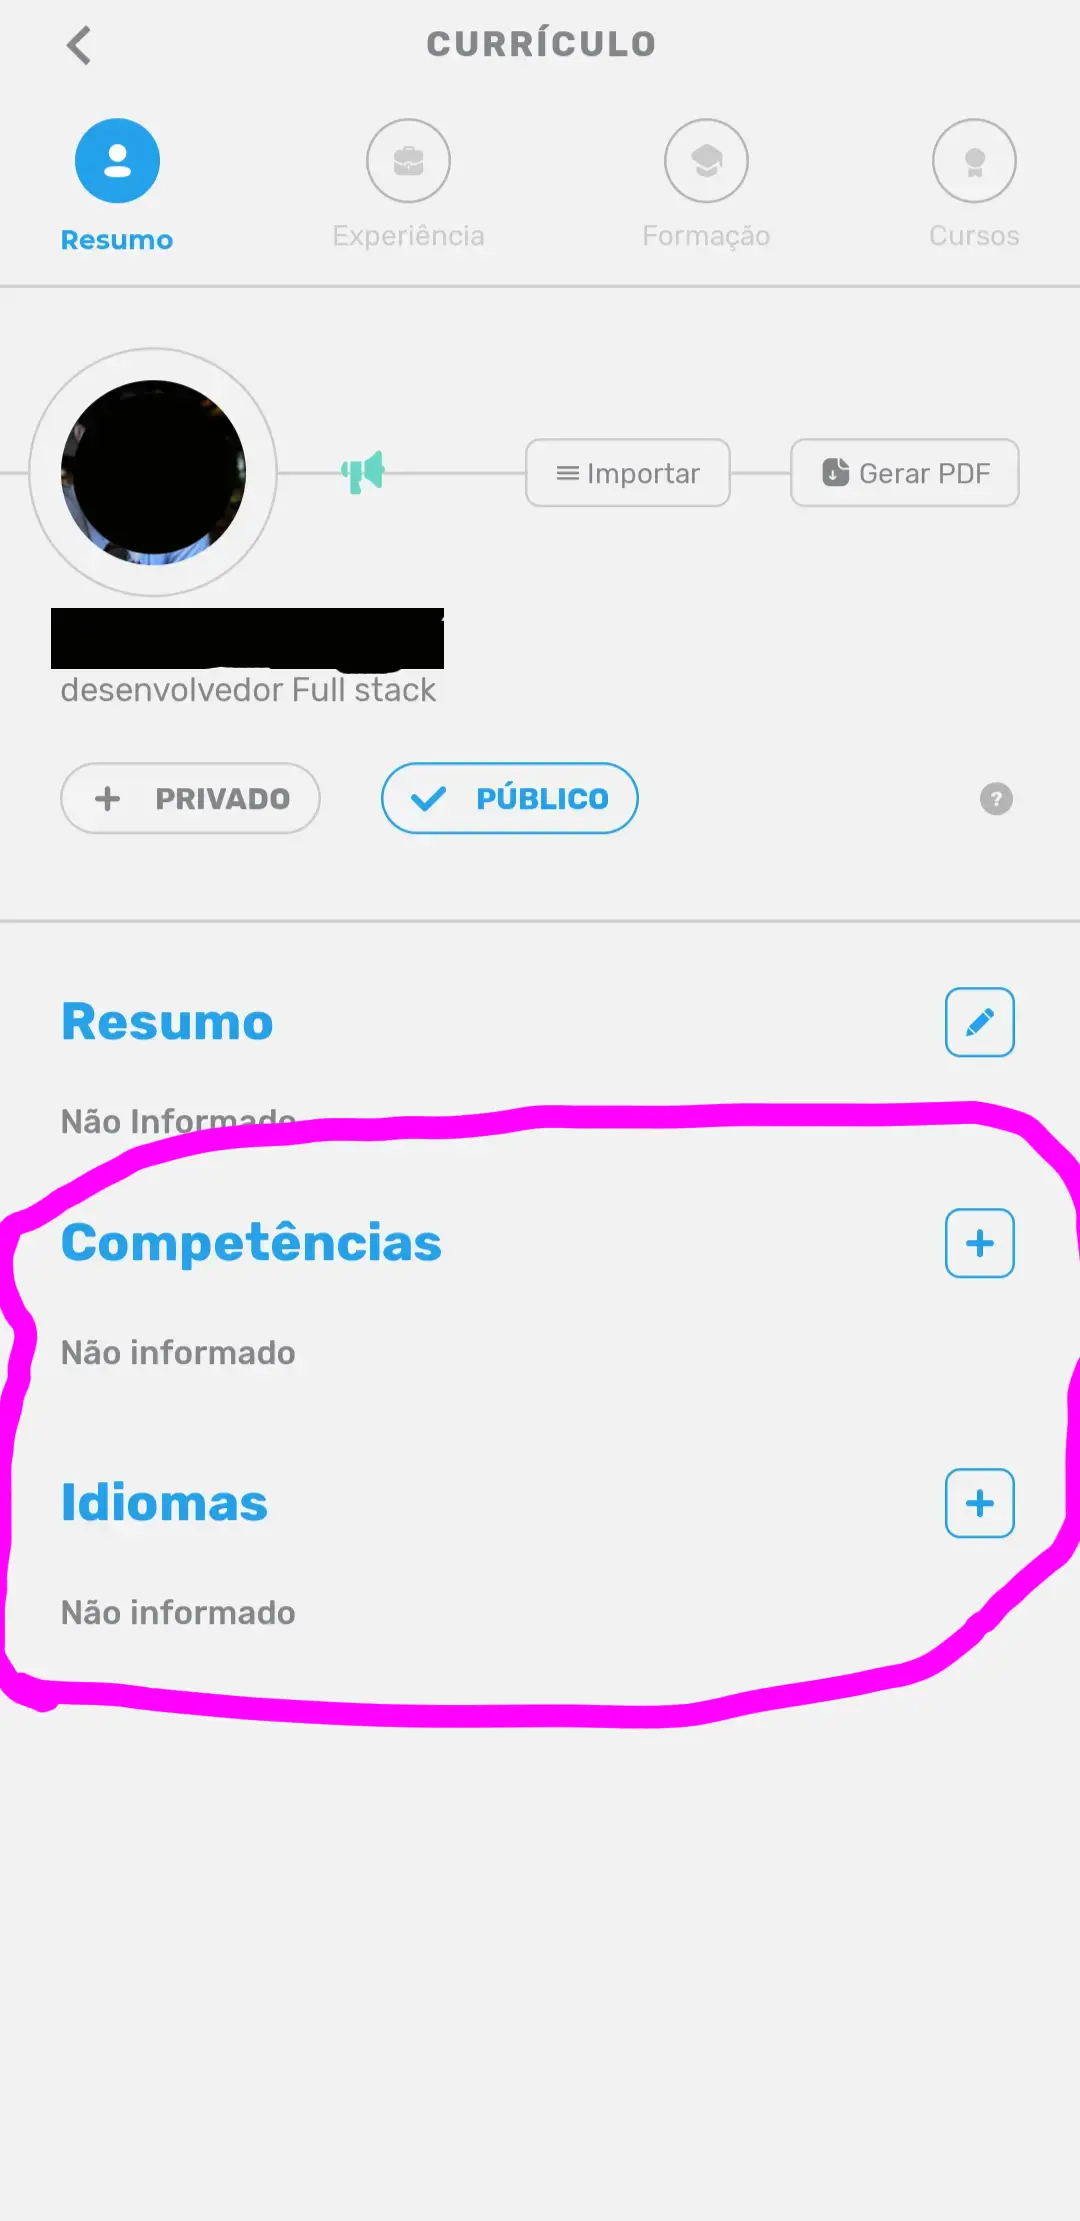 CURRÍCULO
Resumo
Experiência
Formação
Cursos
Importar
Gerar PDF
desenvolvedor Full stack
PRIVADO
PÚBLICO
?
Resumo
Não Informado
Competências
Não informado
Idiomas
Não informado